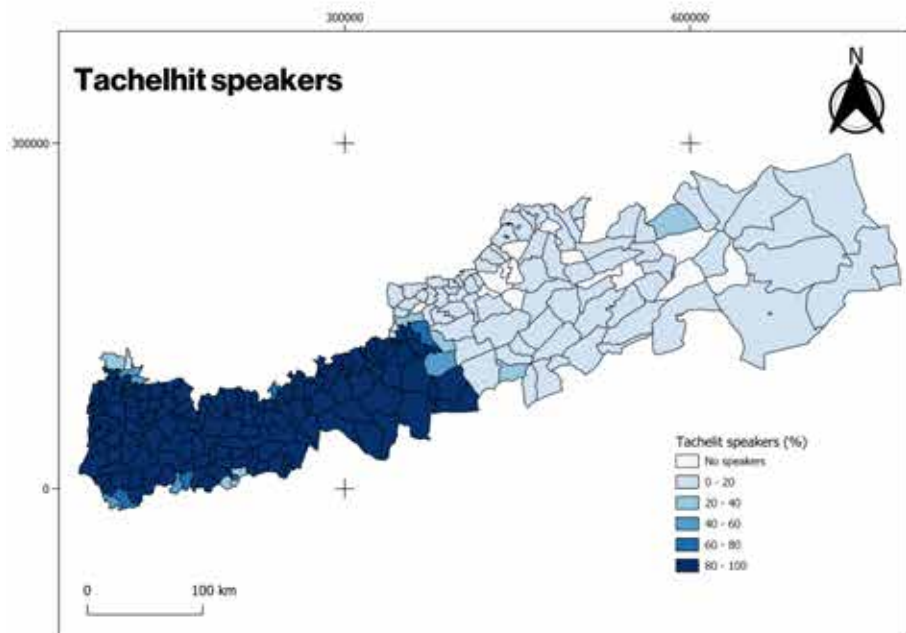 300000 600000
Tachelhit speakers
N
300000
0
Tachelit speakers (%)
No speakers
0 - 20
20 - 40
40 - 60
60 - 80
80 - 100
0 100 km